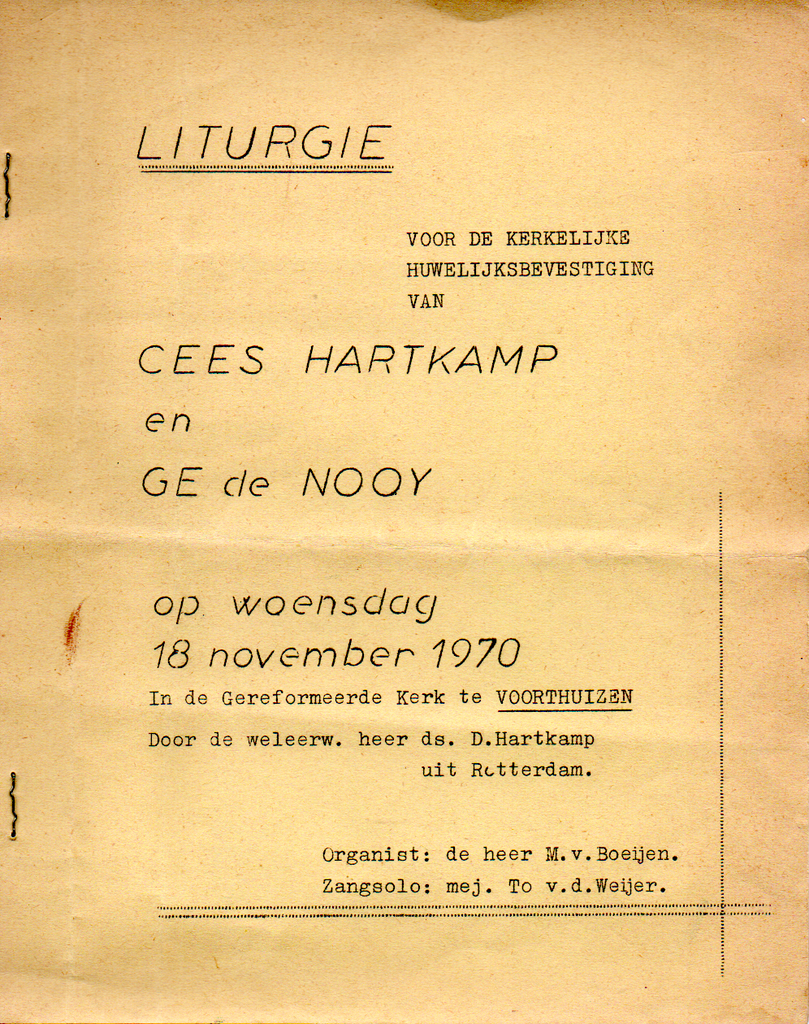 LITURGIE
VOOR DE KERKELIJKE
HUWELIJKSBEVESTIGING
VAN
CEES HARTKAMP
en
GE de NOOY
op woensdag
18 november 1970
In de Gereformeerde Kerk te VOORTHUIZEN
Door de weleerw. heer ds. D.Hartkamp
uit Rotterdam.
Organist: de heer M.v.Boeijen.
Zangsolo: mej. To v.d.Weijer.